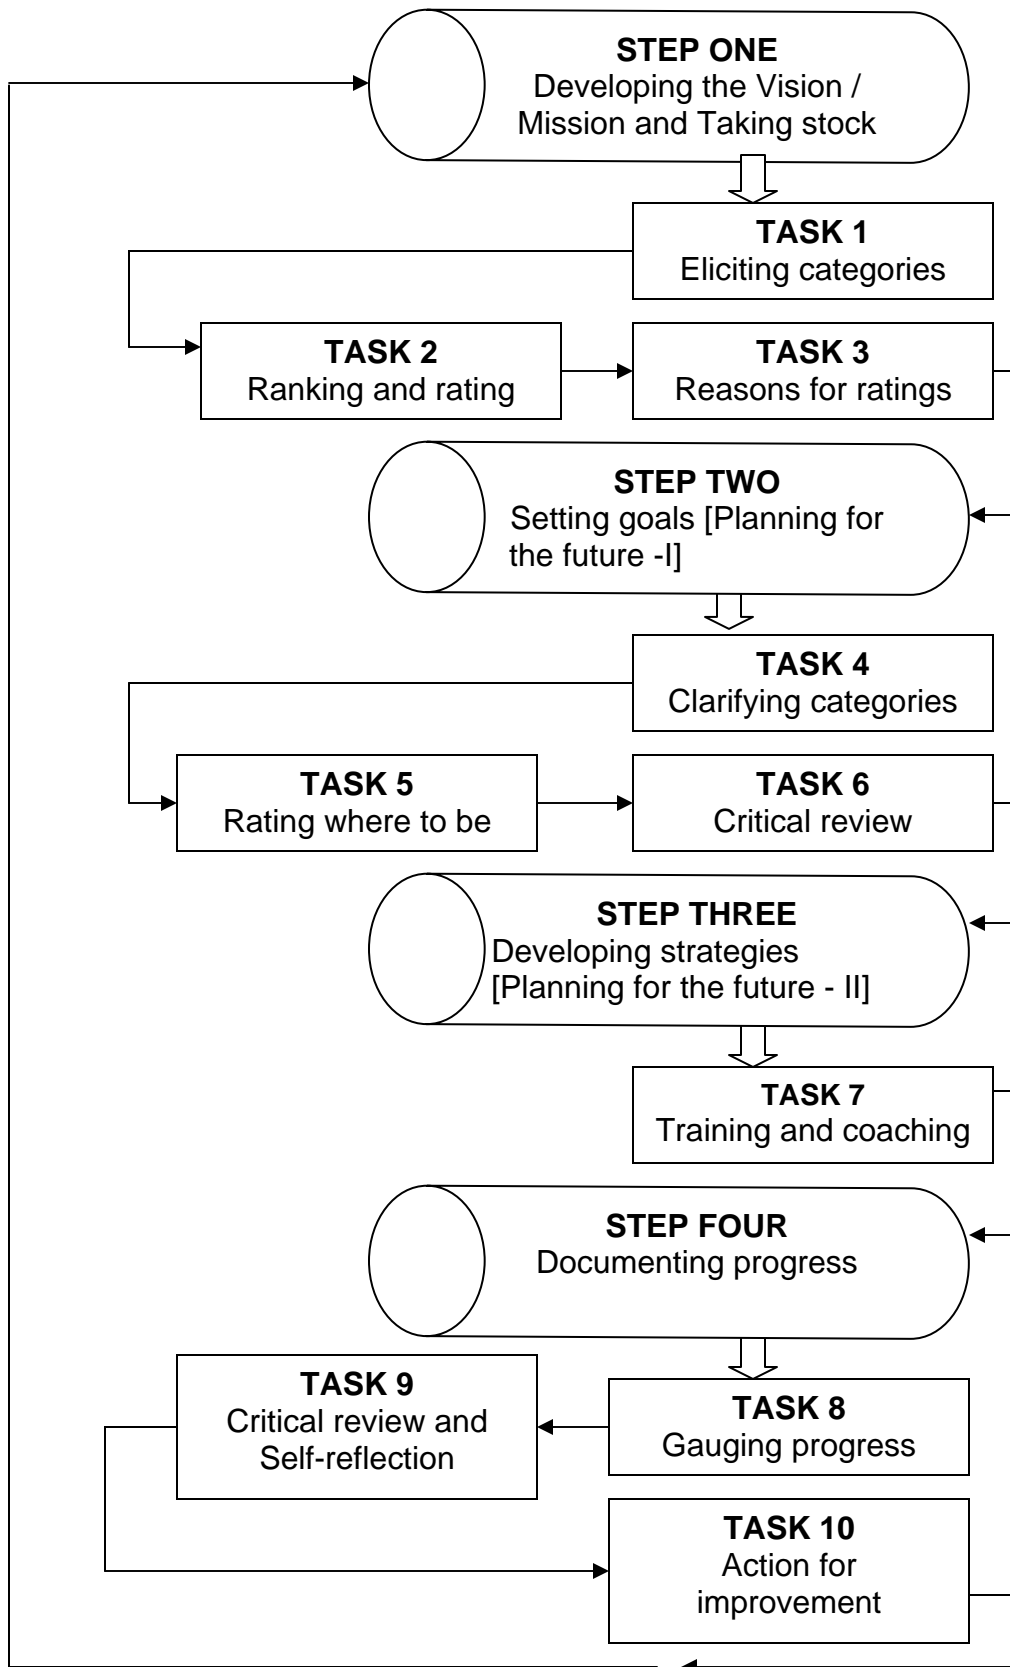 STEP ONE
Developing the Vision /
Mission and Taking stock
TASK 1
Eliciting categories
TASK 2
Ranking and rating
TASK 3
Reasons for ratings
STEP TWO
Setting goals [Planning for
the future -I]
TASK 4
Clarifying categories
TASK 5
Rating where to be
TASK 6
Critical review
STEP THREE
Developing strategies
[Planning for the future - II]
TASK 7
Training and coaching
STEP FOUR
Documenting progress
TASK 8
Gauging progress
TASK 9
Critical review and
Self-reflection
TASK 10
Action for
improvement